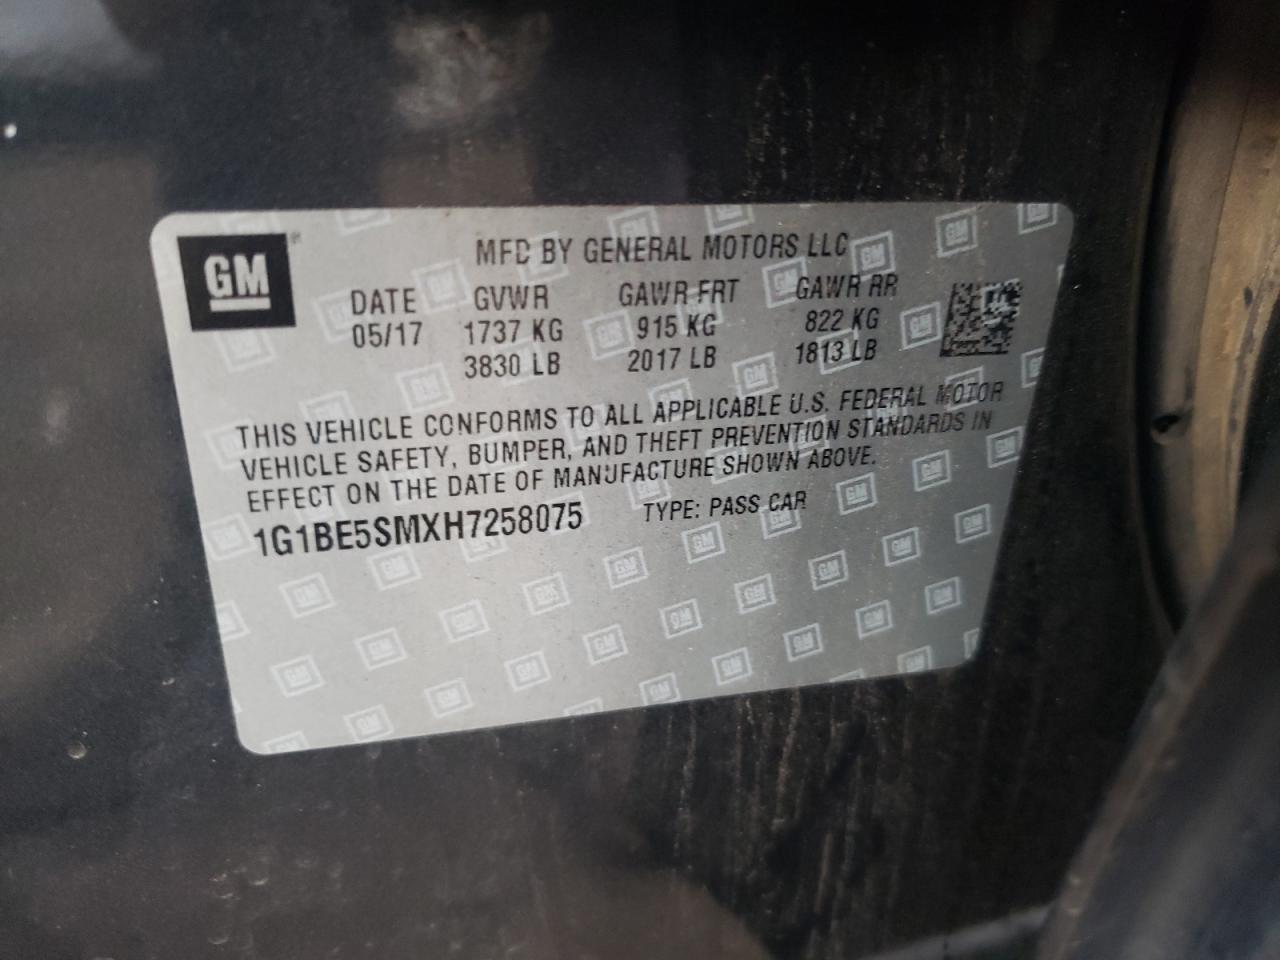 GM
MFD BY GENERAL MOTORS LLC
DATE GVWR GAWR FRT GAWR RR
05/17 1737 KG 915 KG 822 KG
3830 LB 2017 LB 1813 LB
THIS VEHICLE CONFORMS TO ALL APPLICABLE U.S. FEDERAL MOTOR
VEHICLE SAFETY, BUMPER, AND THEFT PREVENTION STANDARDS IN
EFFECT ON THE DATE OF MANUFACTURE SHOWN ABOVE.
1G1BE5SMXH7258075 TYPE: PASS CAR